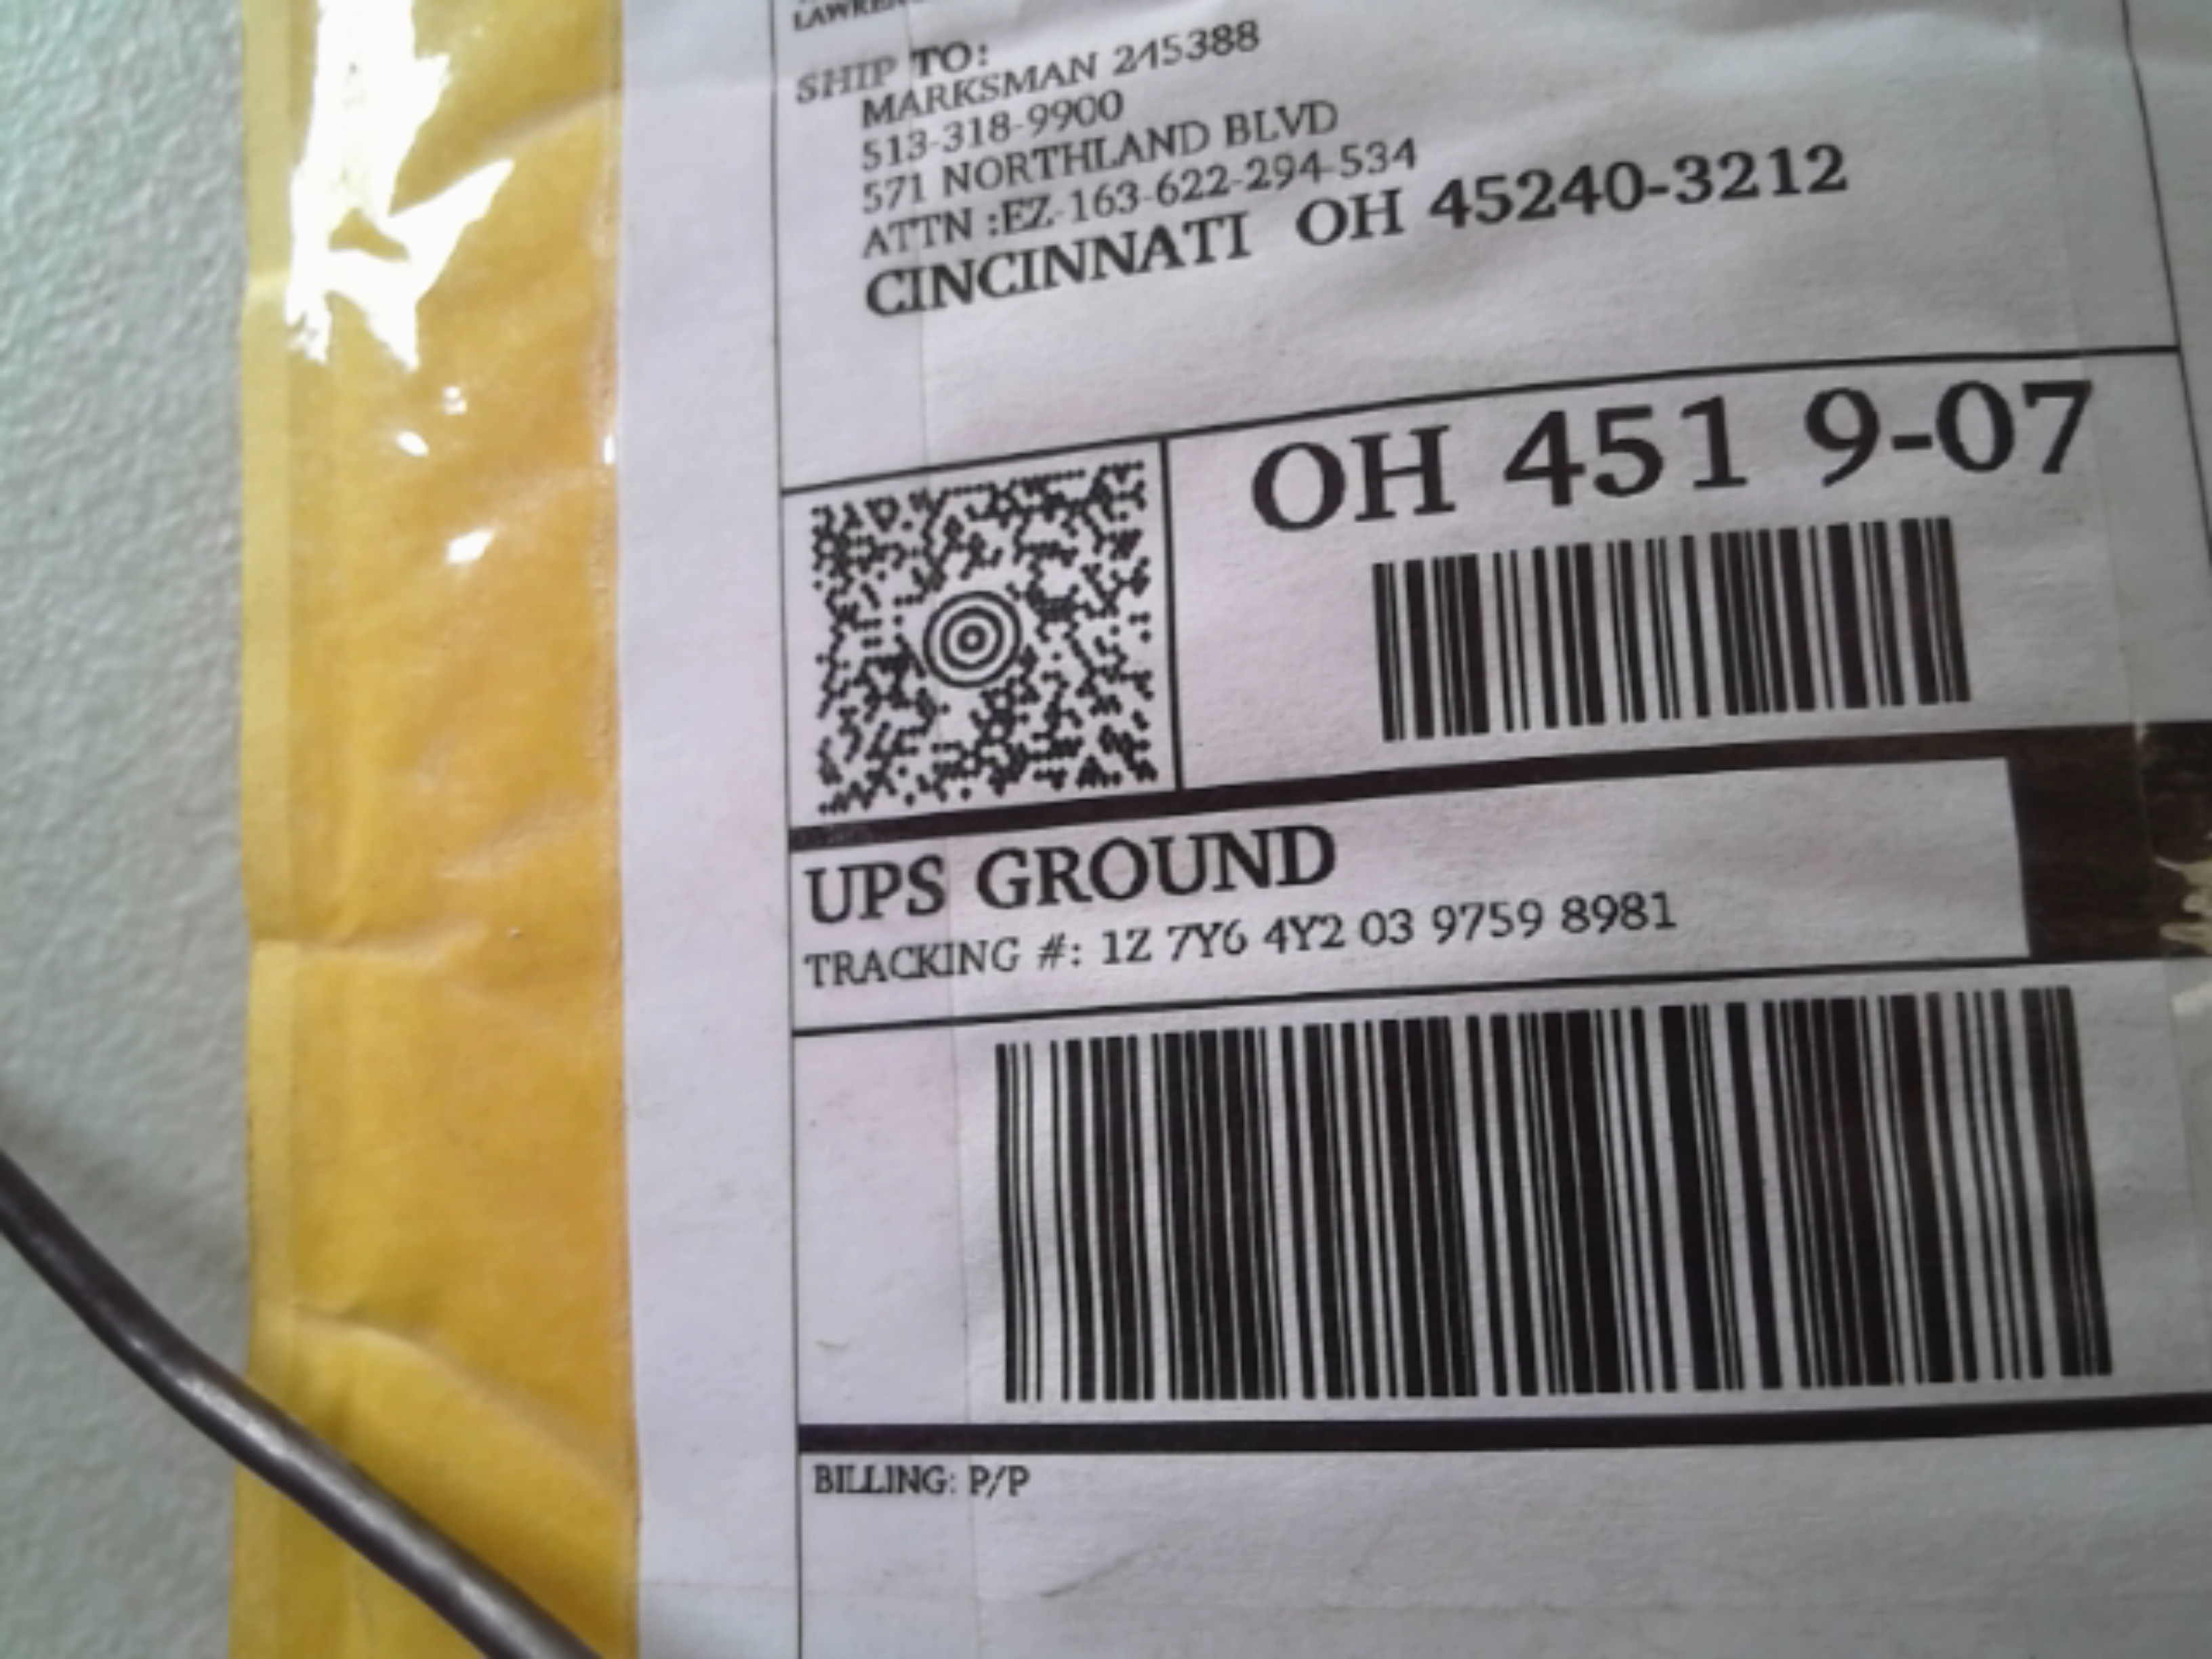 SHIP TO:
MARKSMAN 245388
513-318-9900
571 NORTHLAND BLVD
ATTN :EZ-163-622-294-534
CINCINNATI OH 45240-3212
OH 451 9-07
UPS GROUND
TRACKING #: 1Z 7Y6 4Y2 03 9759 8981
BILLING: P/P